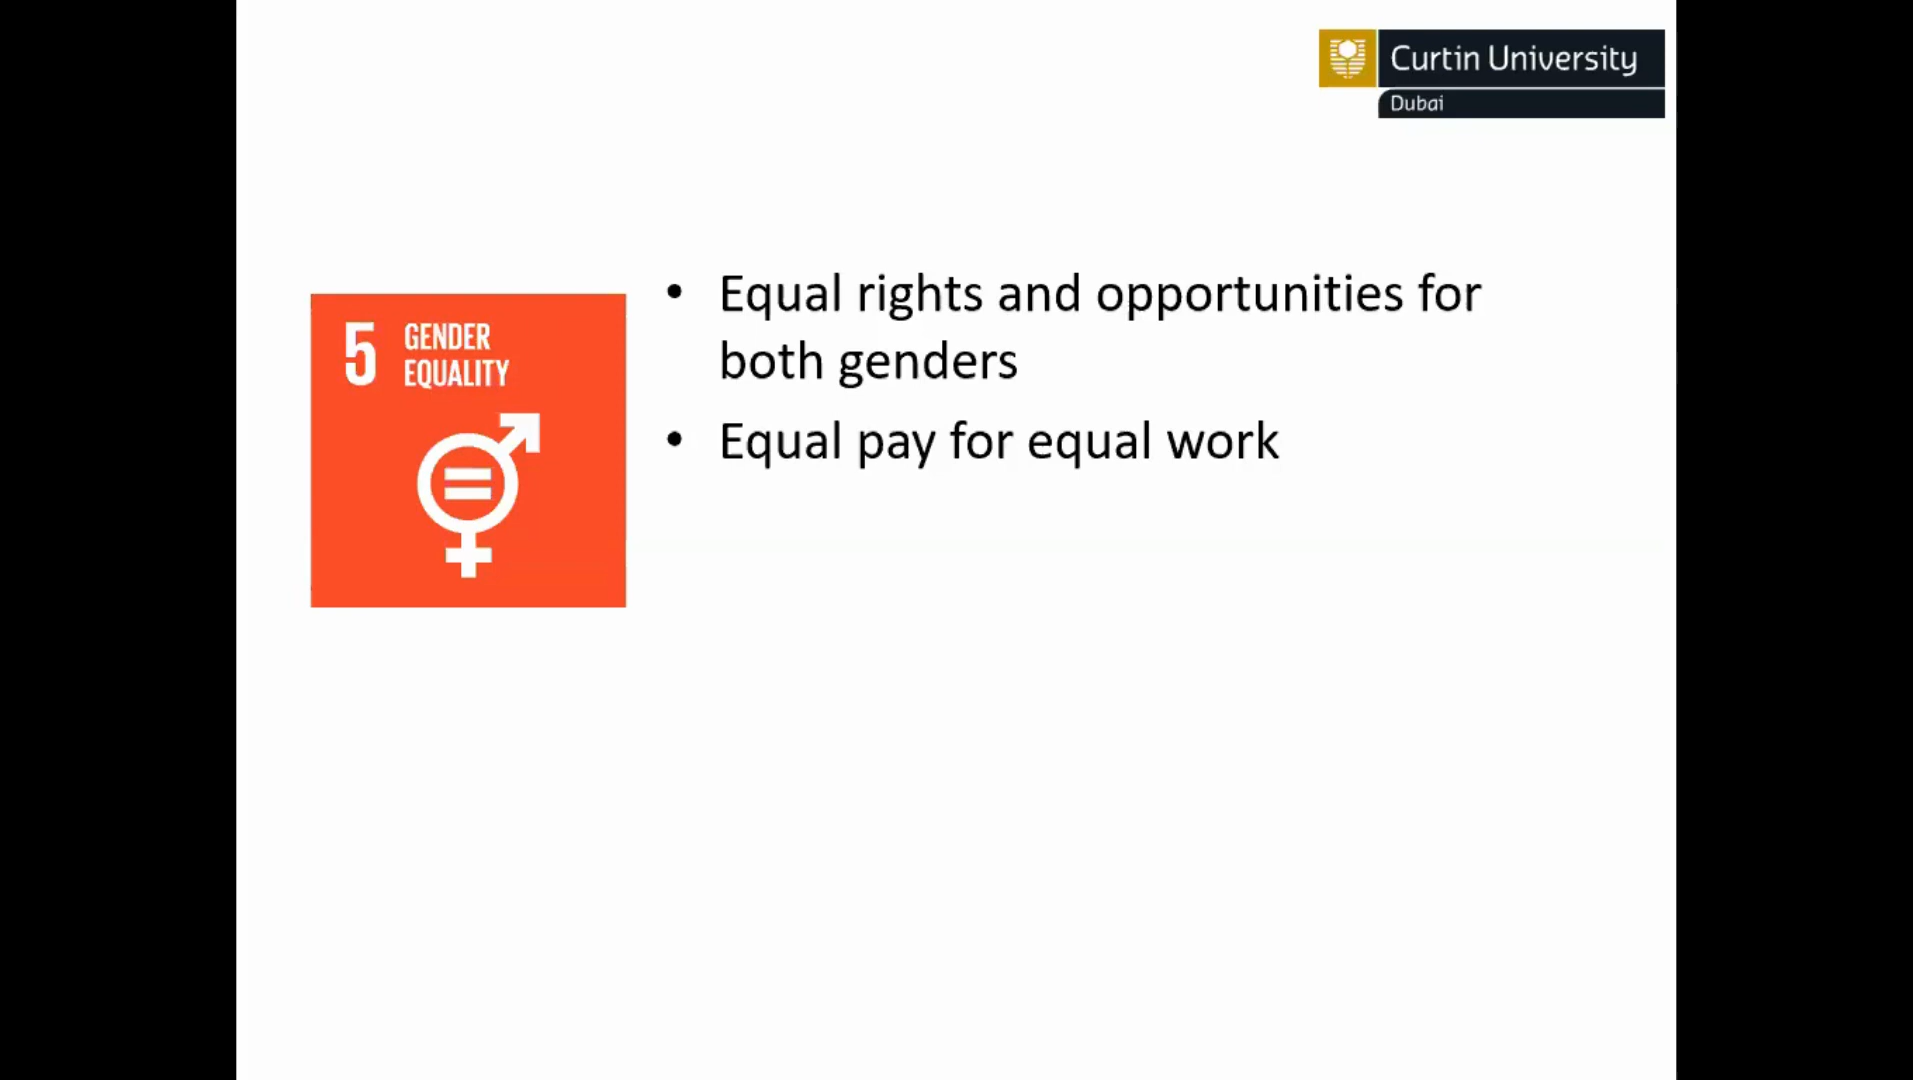 Curtin University
Dubai
5 GENDER
EQUALITY
• Equal rights and opportunities for
both genders
• Equal pay for equal work